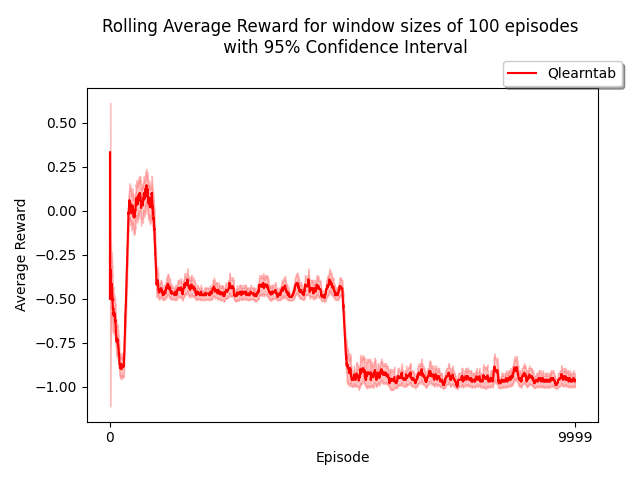 Rolling Average Reward for window sizes of 100 episodes
with 95% Confidence Interval
Qlearntab
0.50
0.25
0.00
−0.25
−0.50
−0.75
−1.00
Average Reward
0
9999
Episode